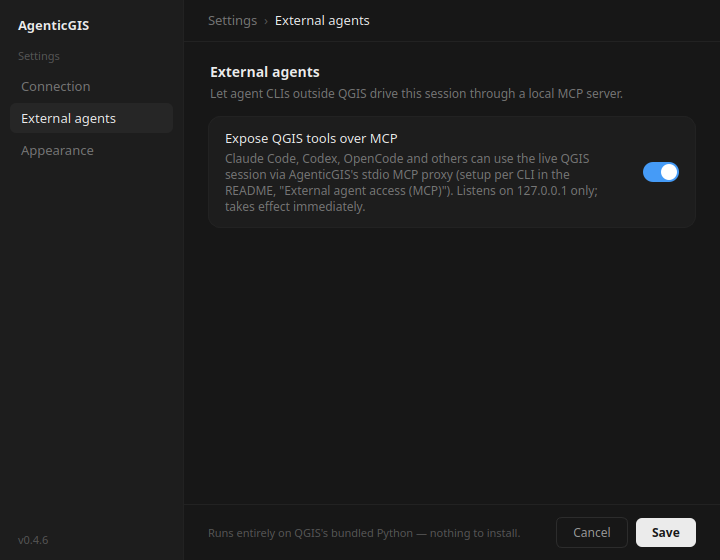 AgenticGIS
Settings
Connection
External agents
Appearance
v0.4.6
Settings › External agents
External agents
Let agent CLIs outside QGIS drive this session through a local MCP server.
Expose QGIS tools over MCP
Claude Code, Codex, OpenCode and others can use the live QGIS
session via AgenticGIS's stdio MCP proxy (setup per CLI in the
README, "External agent access (MCP)"). Listens on 127.0.0.1 only;
takes effect immediately.
Runs entirely on QGIS's bundled Python — nothing to install.
Cancel
Save